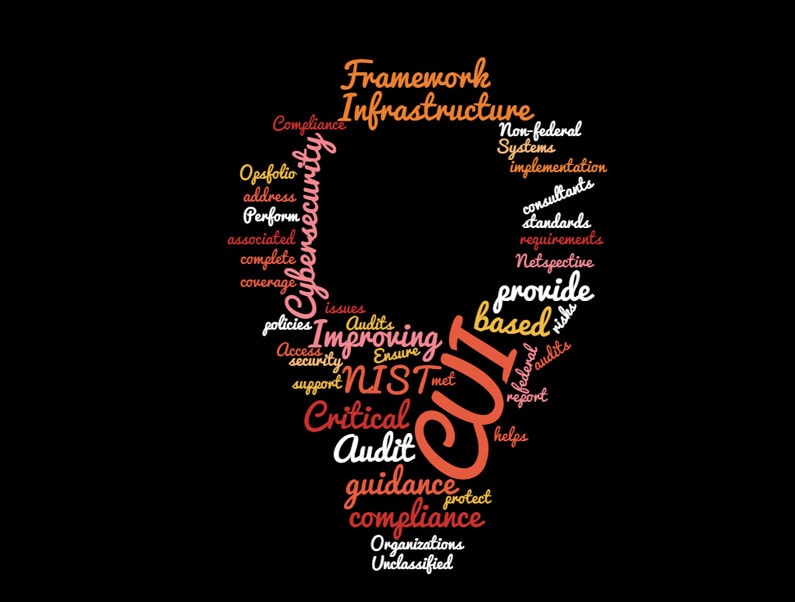 Framework
Infrastructure
Compliance
Non-federal
Systems
Cybersecurity
implementation
Opsfolio
address
consultants
Perform
standards
associated
requirements
complete
Netspective
coverage
provide
issues
based
risks
policies
Audits
Improving
CUI
Access
Ensure
security
audits
federal
support
NIST
met
report
Critical
helps
Audit
guidance
protect
compliance
Organizations
Unclassified